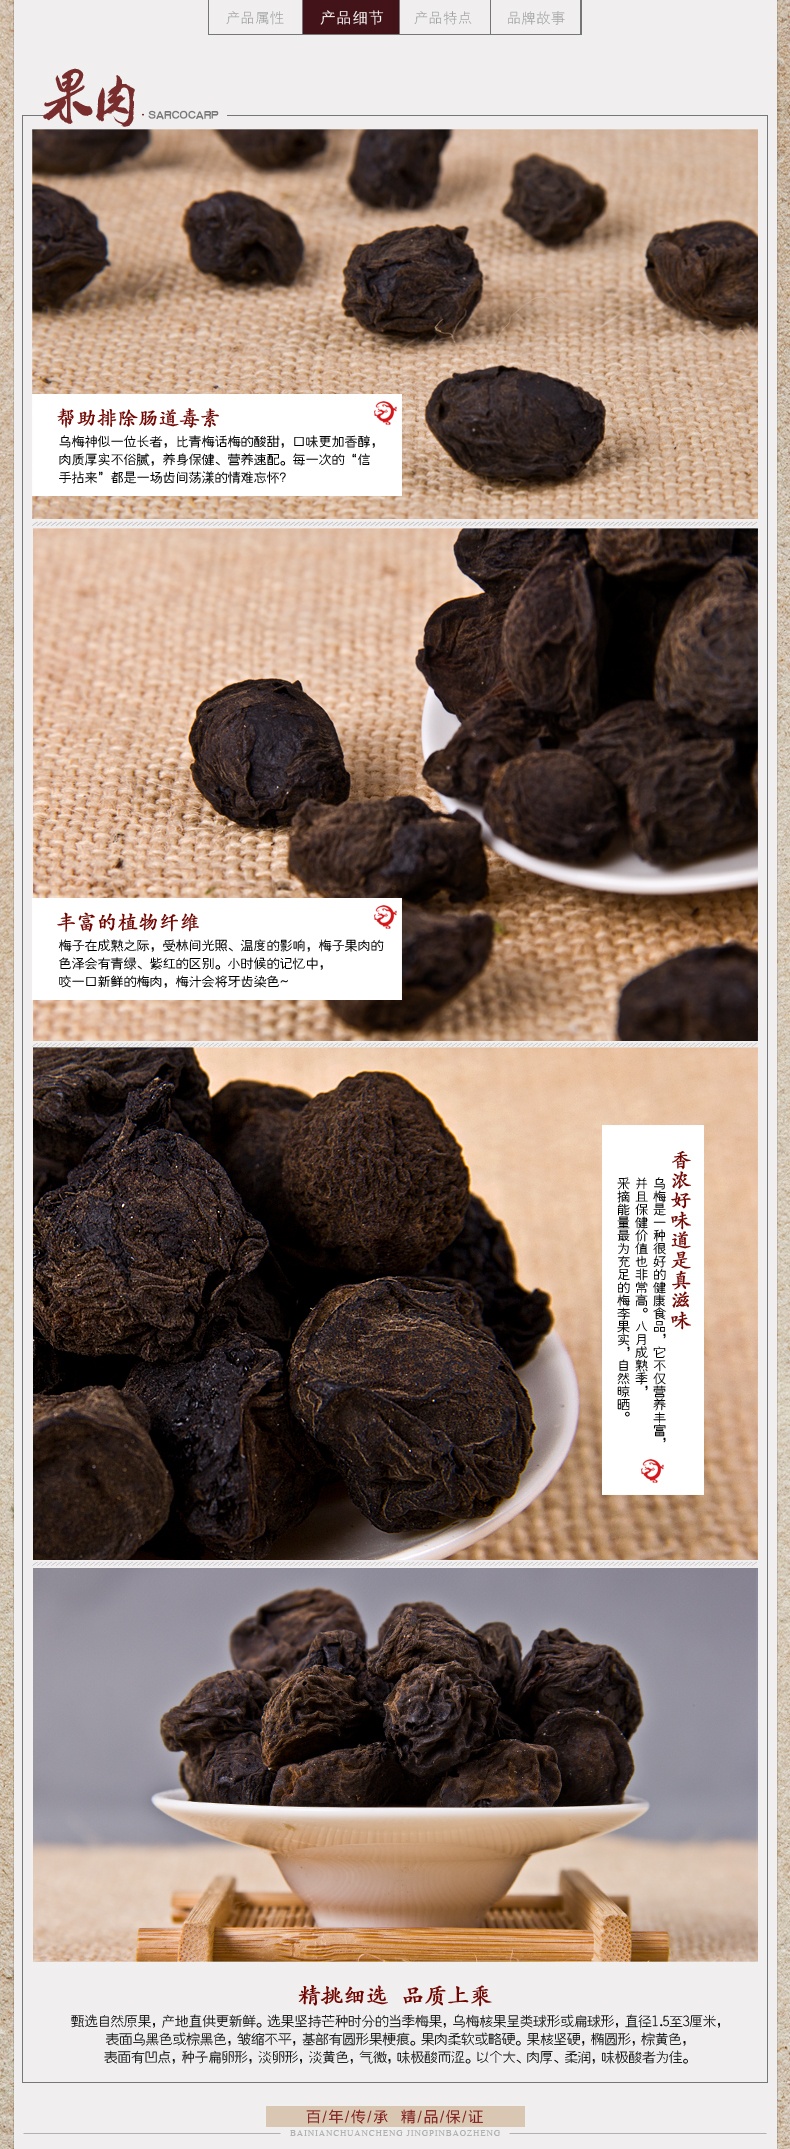 产品属性 产品细节 产品特点 品牌故事
果肉 · SARCOCARP
帮助排除肠道毒素
乌梅神似一位长者，比青梅话梅的酸甜，口味更加香醇，
肉质厚实不俗腻，养身保健、营养速配。每一次的“信
手拈来”都是一场齿间荡漾的情难忘怀?
丰富的植物纤维
梅子在成熟之际，受林间光照、温度的影响，梅子果肉的
色泽会有青绿、紫红的区别。小时候的记忆中，
咬一口新鲜的梅肉，梅汁会将牙齿染色~
香浓好味道是真滋味
乌梅是一种很好的健康食品，它不仅营养丰富，
并且保健价值也非常高。八月成熟季，
采摘能量最为充足的梅李果实，自然晾晒。
精挑细选 品质上乘
甄选自然原果，产地直供更新鲜。选果坚持芒种时分的当季梅果，乌梅核果呈类球形或扁球形，直径1.5至3厘米，
表面乌黑色或棕黑色，皱缩不平，基部有圆形果梗痕。果肉柔软或略硬。果核坚硬，椭圆形，棕黄色，
表面有凹点，种子扁卵形，淡卵形，淡黄色，气微，味极酸而涩。以个大、肉厚、柔润，味极酸者为佳。
百/年/传/承 精/品/保/证
BAINIANCHUANCHENG JINGPINBAOZHENG